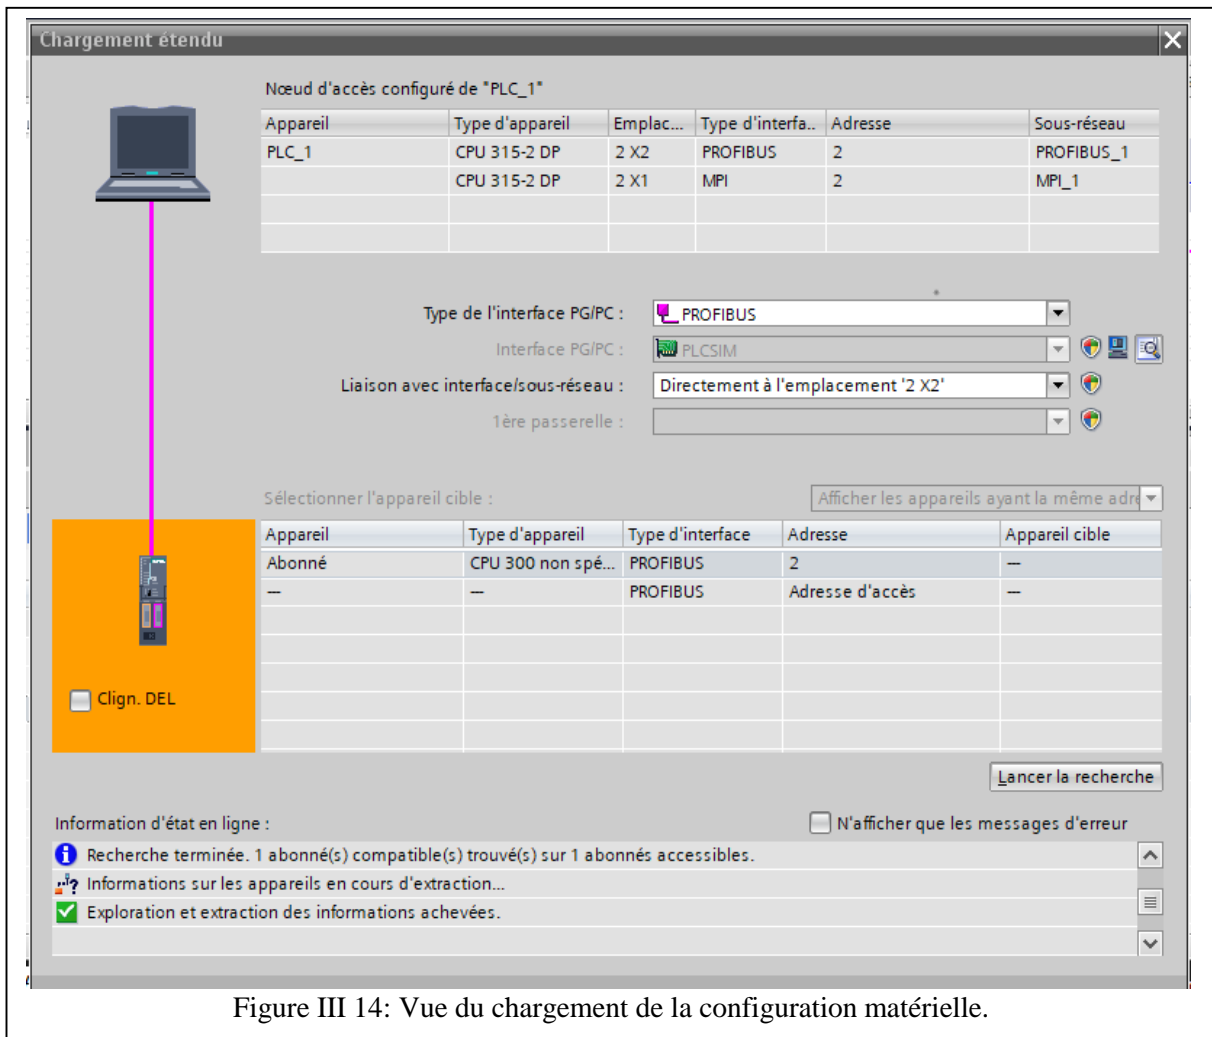 Chargement étendu
Nœud d'accès configuré de "PLC_1"
Appareil Type d'appareil Emplac... Type d'interfa.. Adresse Sous-réseau
PLC_1 CPU 315-2 DP 2 X2 PROFIBUS 2 PROFIBUS_1
CPU 315-2 DP 2 X1 MPI 2 MPI_1
Type de l'interface PG/PC : PROFIBUS
Interface PG/PC : PLCSIM
Liaison avec interface/sous-réseau : Directement à l'emplacement '2 X2'
1ère passerelle :
Sélectionner l'appareil cible : Afficher les appareils ayant la même adre
Appareil Type d'appareil Type d'interface Adresse Appareil cible
Abonné CPU 300 non spé... PROFIBUS 2 —
— — PROFIBUS Adresse d'accès —
Clign. DEL
Lancer la recherche
Information d'état en ligne : N'afficher que les messages d'erreur
Recherche terminée. 1 abonné(s) compatible(s) trouvé(s) sur 1 abonnés accessibles.
Informations sur les appareils en cours d'extraction...
Exploration et extraction des informations achevées.
Figure III 14: Vue du chargement de la configuration matérielle.